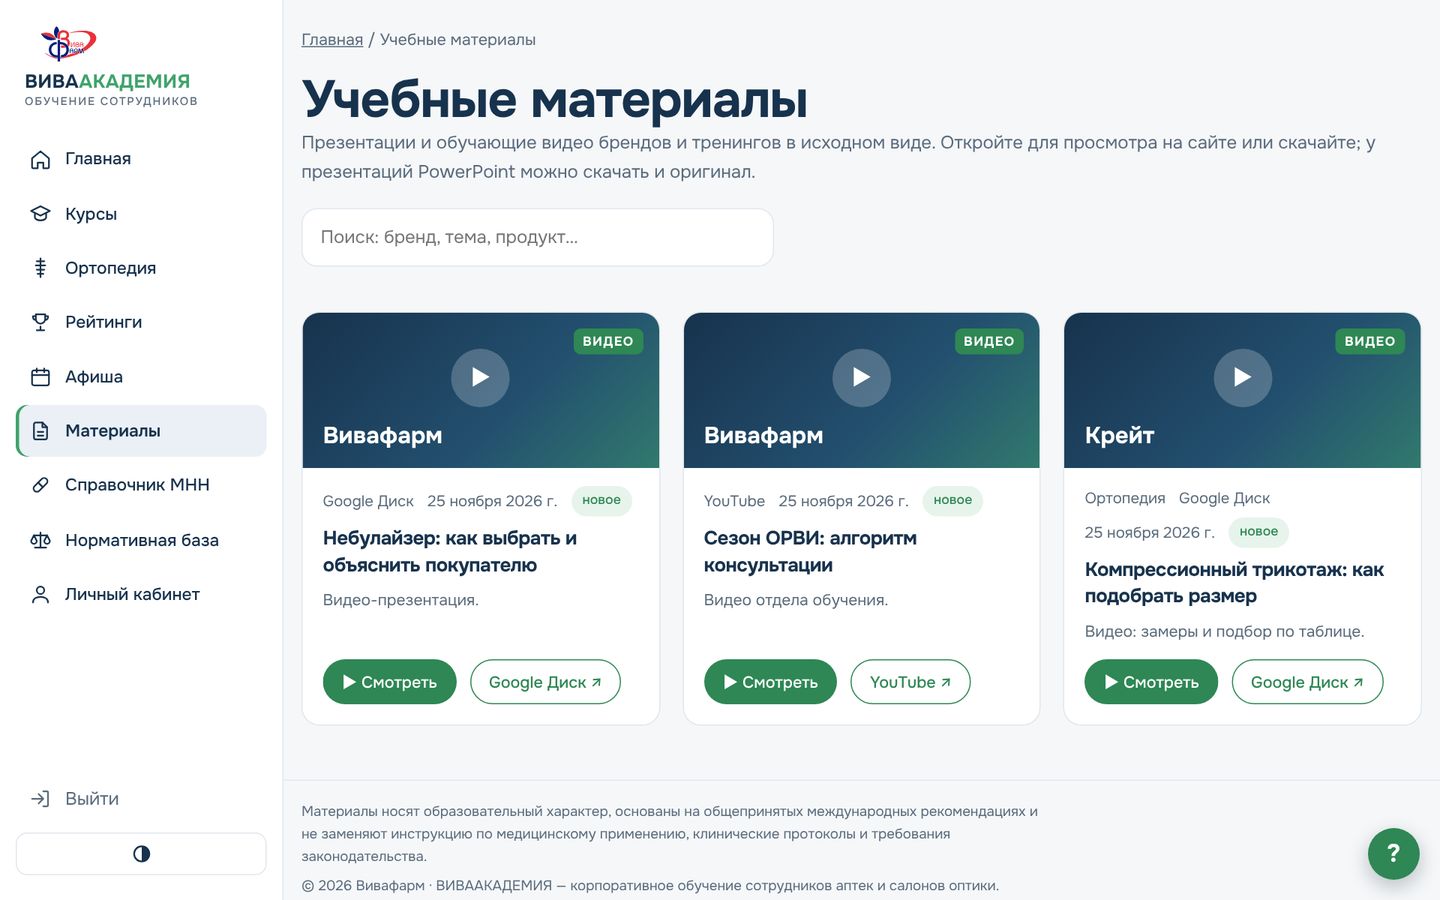 ВИВА
ФАРМ
ВИВААКАДЕМИЯ
ОБУЧЕНИЕ СОТРУДНИКОВ
Главная
Курсы
Ортопедия
Рейтинги
Афиша
Материалы
Справочник МНН
Нормативная база
Личный кабинет
Выйти
Главная / Учебные материалы
Учебные материалы
Презентации и обучающие видео брендов и тренингов в исходном виде. Откройте для просмотра на сайте или скачайте; у
презентаций PowerPoint можно скачать и оригинал.
Поиск: бренд, тема, продукт...
ВИДЕО
Вивафарм
Google Диск 25 ноября 2026 г. новое
Небулайзер: как выбрать и
объяснить покупателю
Видео-презентация.
▶ Смотреть Google Диск ↗
ВИДЕО
Вивафарм
YouTube 25 ноября 2026 г. новое
Сезон ОРВИ: алгоритм
консультации
Видео отдела обучения.
▶ Смотреть YouTube ↗
ВИДЕО
Крейт
Ортопедия Google Диск
25 ноября 2026 г. новое
Компрессионный трикотаж: как
подобрать размер
Видео: замеры и подбор по таблице.
▶ Смотреть Google Диск ↗
Материалы носят образовательный характер, основаны на общепринятых международных рекомендациях и
не заменяют инструкцию по медицинскому применению, клинические протоколы и требования
законодательства.
© 2026 Вивафарм · ВИВААКАДЕМИЯ — корпоративное обучение сотрудников аптек и салонов оптики.
?